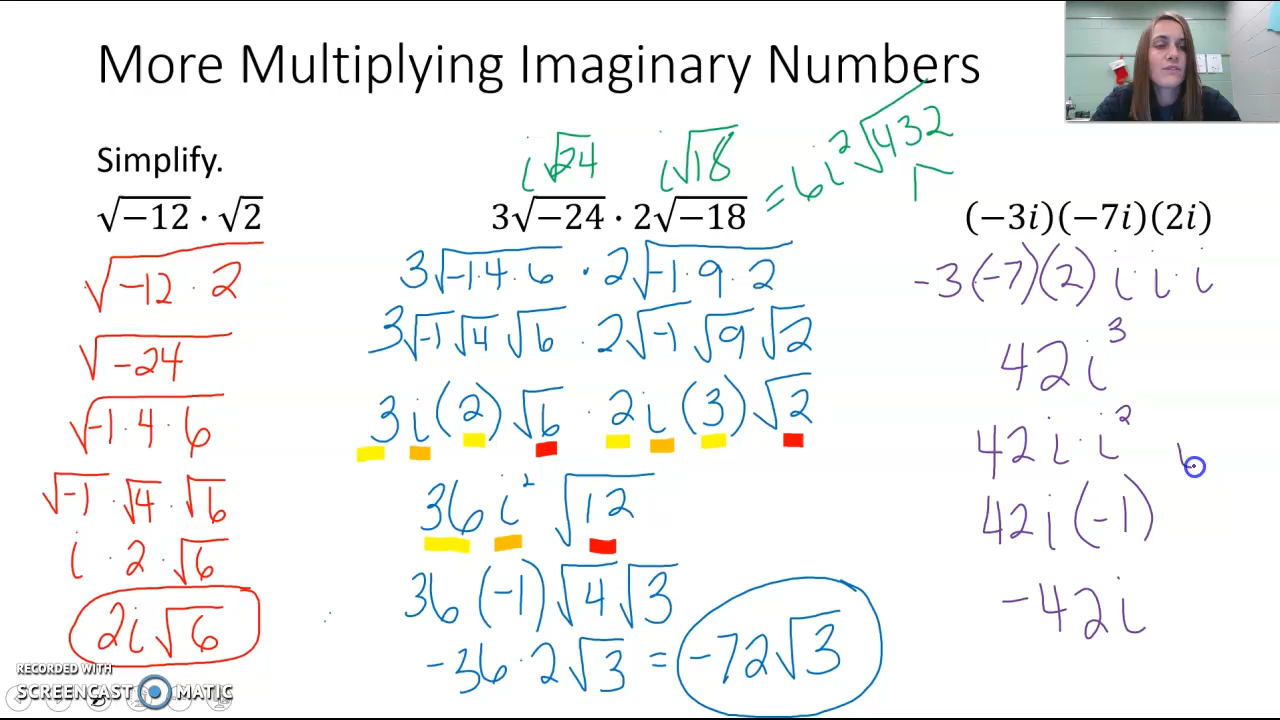 More Multiplying Imaginary Numbers
Simplify.
√−12 · √2
√-12 · 2
√-24
√-1 · 4 · 6
√-1 · √4 · √6
i · 2 · √6
2i√6
i√24 i√18 = 6i²√432
3√−24 · 2√−18
3√-1·4·6 · 2√-1·9·2
3√-1 √4 √6 · 2√-1 √9 √2
3i(2)√6 · 2i(3)√2
36i²√12
36(-1)√4√3
-36·2√3 = -72√3
(−3i)(−7i)(2i)
-3(-7)(2) i · i · i
42i³
42i · i²
42i(-1)
-42i
RECORDED WITH
SCREENCAST MATIC